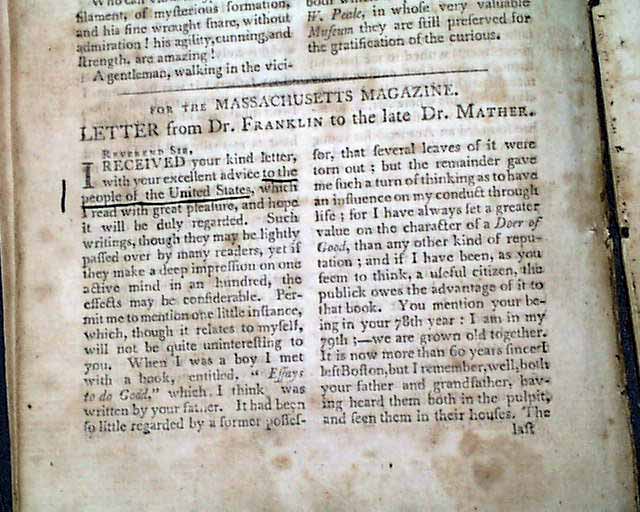 Who can
filament, of myſterious formation,
and his fine wrought ſnare, without
admiration! his agility, cunning, and
ſtrength, are amazing!
A gentleman, walking in the vici-
both which
W. Peale, in whoſe very valuable
Muſeum they are ſtill preſerved for
the gratification of the curious.
FOR THE MASSACHUSETTS MAGAZINE.
LETTER from Dr. FRANKLIN to the late Dr. MATHER.
REVEREND SIR,
I RECEIVED your kind letter,
with your excellent advice to the
people of the United States, which
I read with great pleaſure, and hope
it will be duly regarded. Such
writings, though they may be lightly
paſſed over by many readers, yet if
they make a deep impreſſion on one
active mind in an hundred, the
effects may be conſiderable. Per-
mit me to mention one little inſtance,
which, though it relates to myſelf,
will not be quite unintereſting to
you. When I was a boy I met
with a book, entitled. "Eſſays
to do Good," which I think was
written by your father. It had been
ſo little regarded by a former poſſeſ-
ſor, that ſeveral leaves of it were
torn out; but the remainder gave
me ſuch a turn of thinking as to have
an influence on my conduct through
life; for I have always ſet a greater
value on the character of a Doer of
Good, than any other kind of repu-
tation; and if I have been, as you
ſeem to think, a uſeful citizen, the
publick owes the advantage of it to
that book. You mention your be-
ing in your 78th year: I am in my
79th;—we are grown old together.
It is now more than 60 years ſince I
left Boſton, but I remember, well, both
your father and grandfather, hav-
ing heard them both in the pulpit,
and ſeen them in their houſes. The
laſt